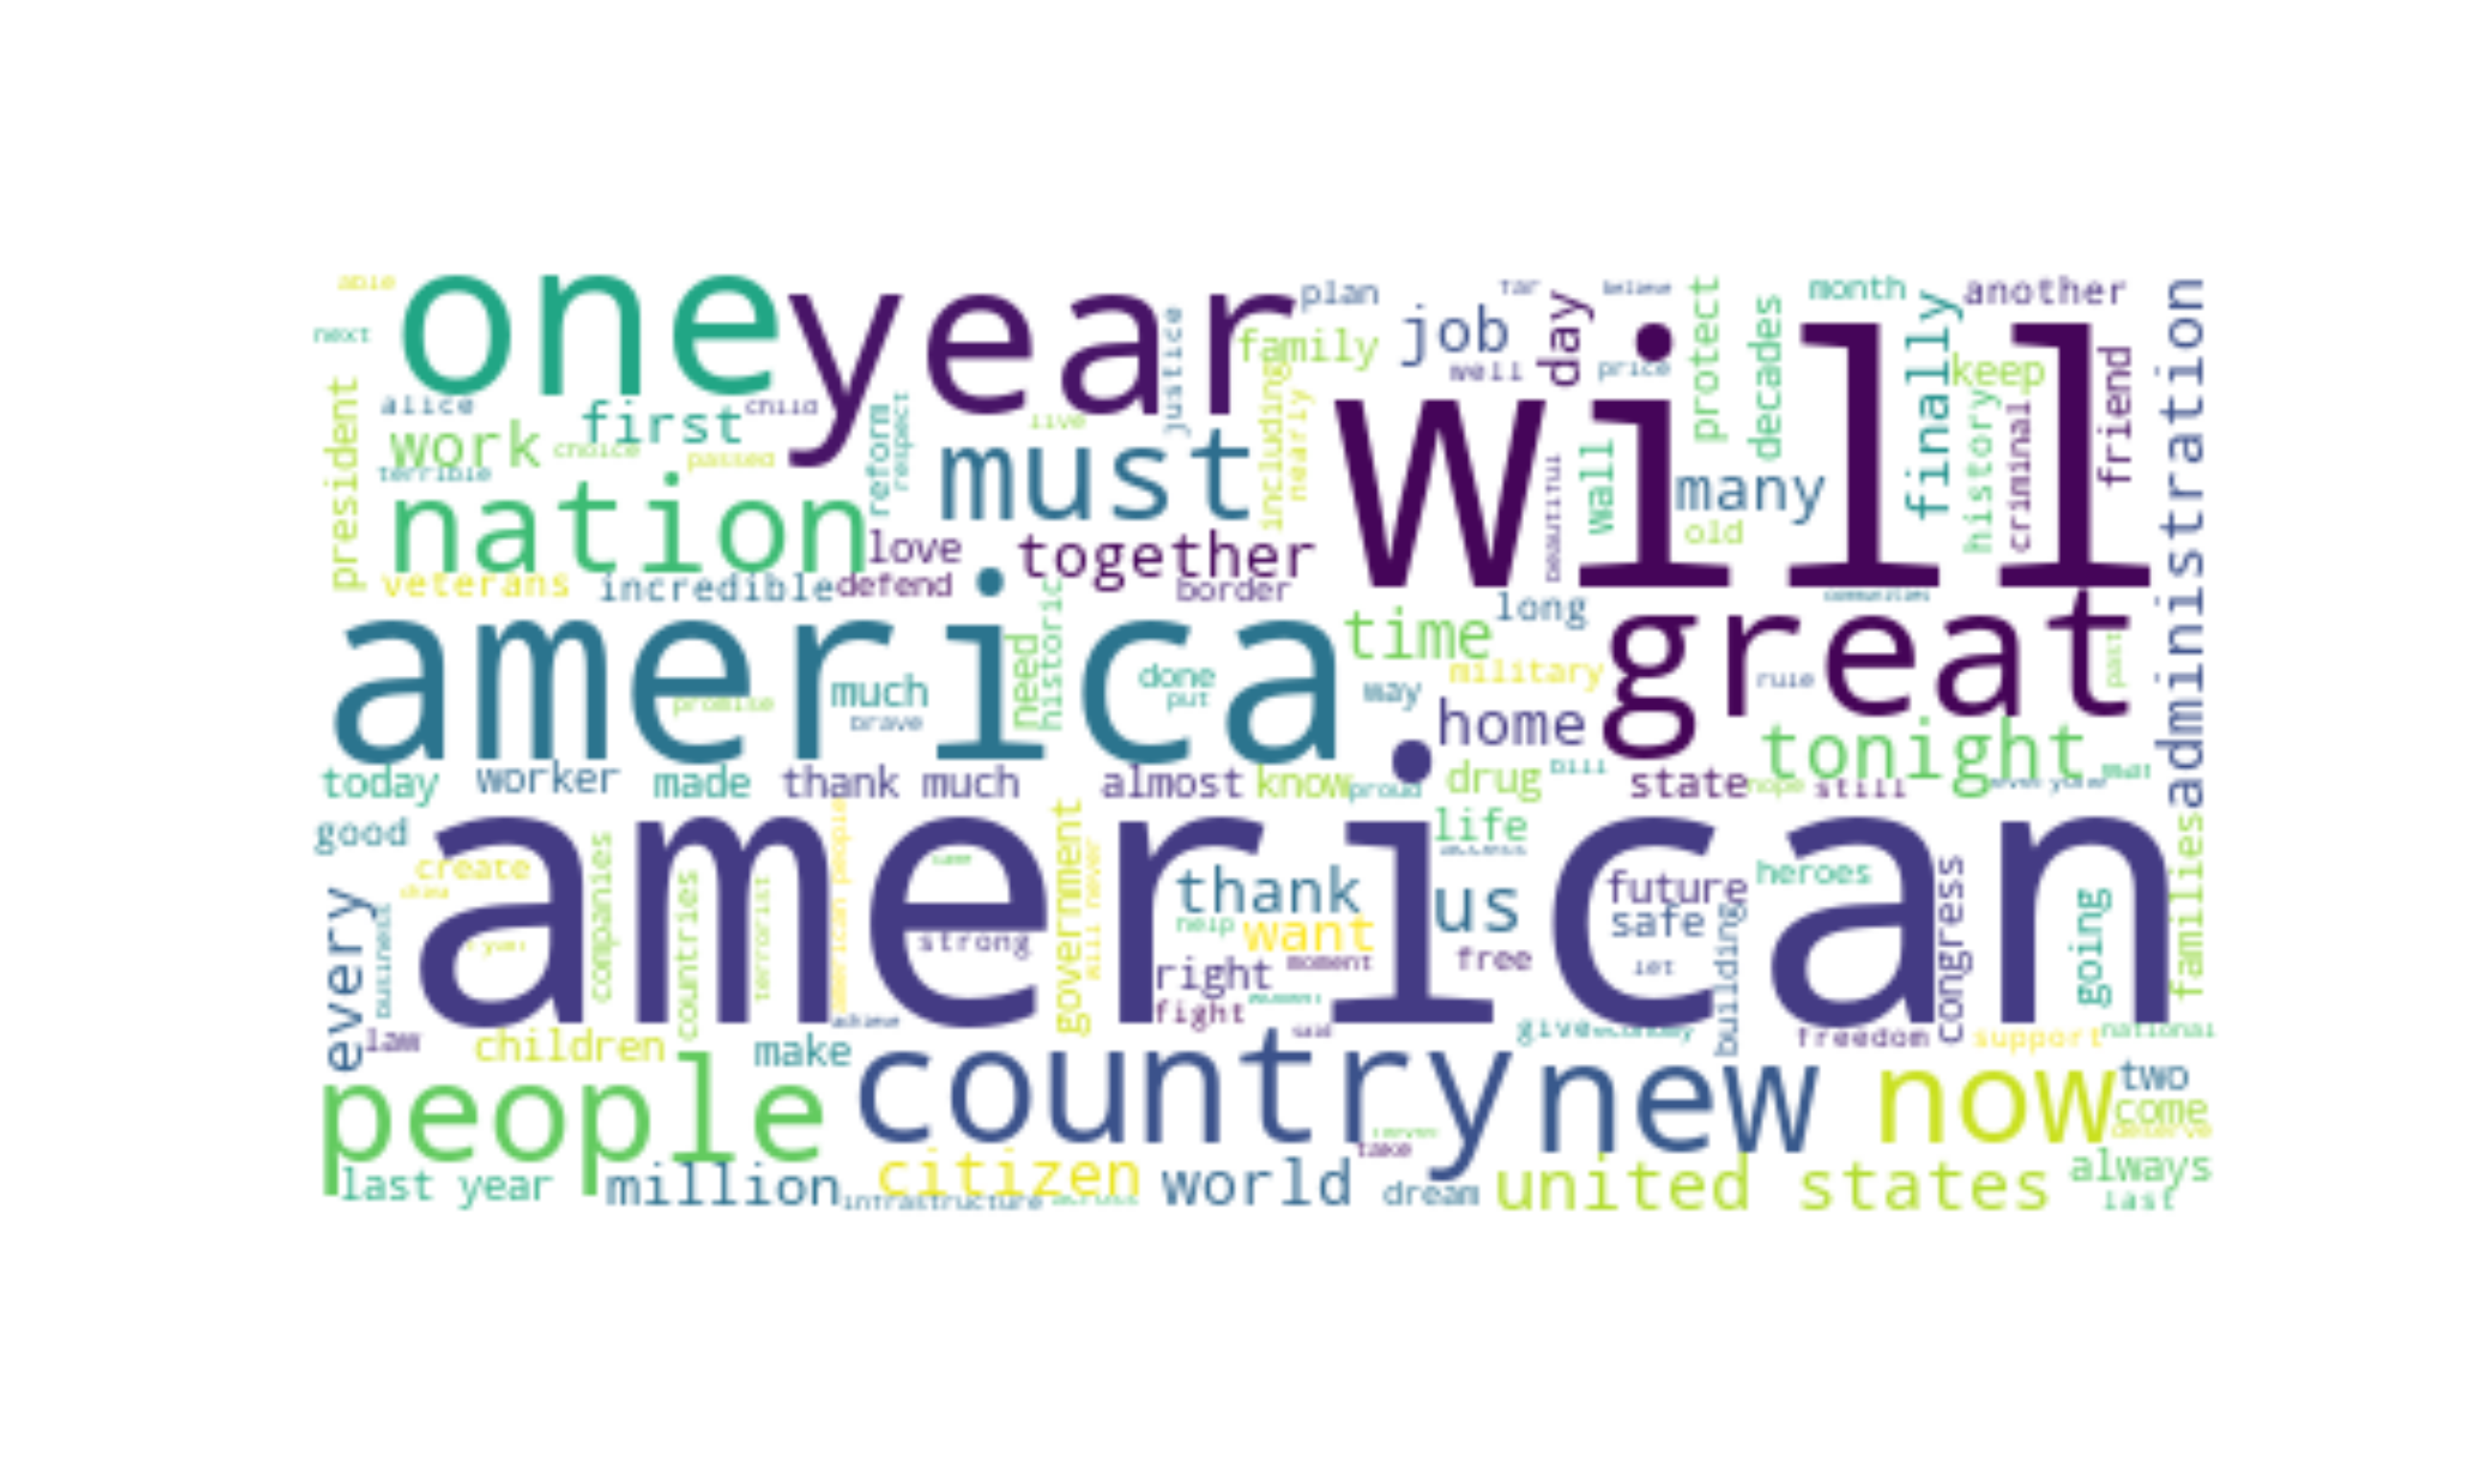 able
one
year
plan
believe
month
another
administration
next
family
job
well
day
price
protect
decades
finally
keep
friend
president
alice
first
child
live
justice
including
nearly
reform
respect
work
choice
passed
terrible
must
will
wall
many
old
history
criminal
nation
love
together
beautiful
veterans
incredible
defend
border
long
communities
america
historic
need
time
great
military
done
put
way
rule
past
promise
much
brave
home
tonight
today
worker
made
thank much
almost
know
proud
drug
bill
state
hope
still
good
american
life
create
china
companies
countries
terrorist
american people
government
will never
thank
us
future
heroes
safe
help
want
strong
right
moment
free
let
building
congress
going
families
every
business
fight
achieve
said
law
children
make
give
economy
freedom
support
national
people
country
new
now
two
come
deserve
take
last year
million
citizen
infrastructure
across
world
dream
united states
always
last